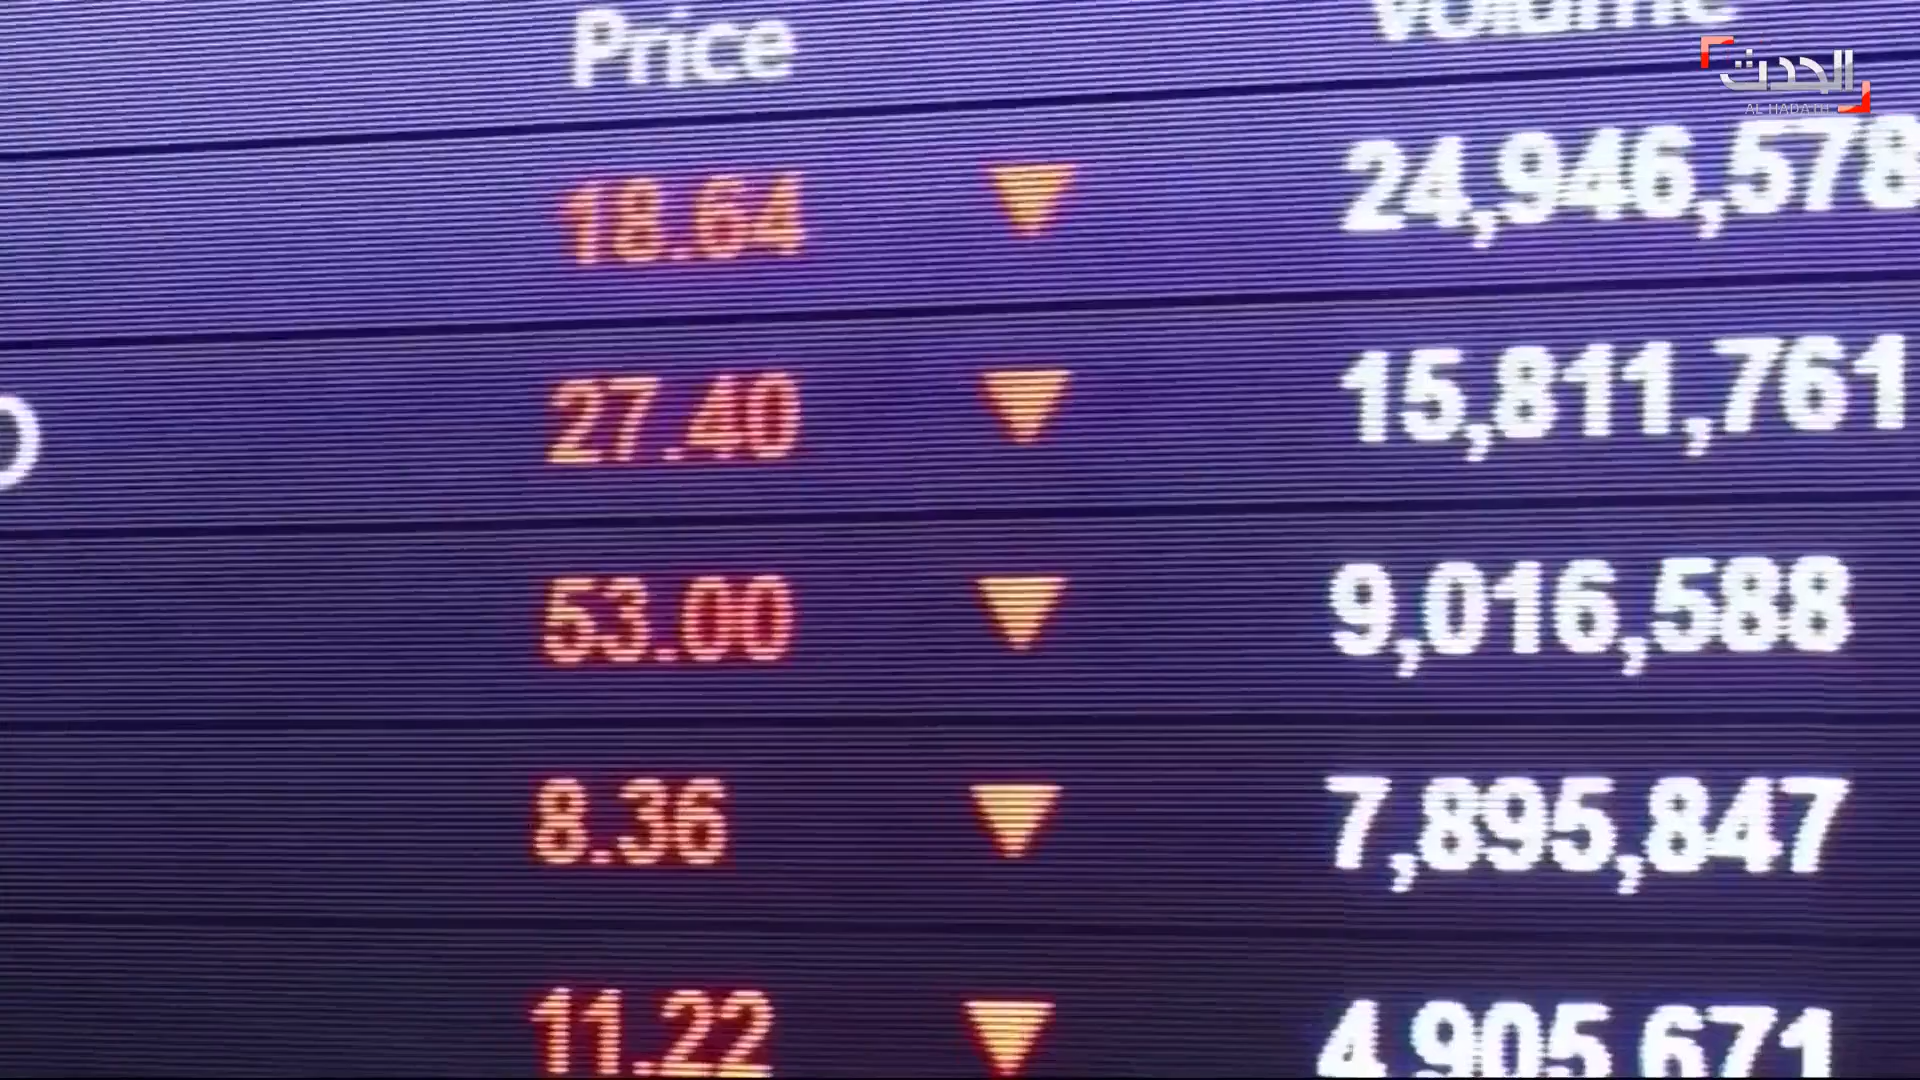 Price Volume
الحدث
AL HADATH
18.64 ▼ 24,946,578
27.40 ▼ 15,811,761
53.00 ▼ 9,016,588
8.36 ▼ 7,895,847
11.22 ▼ 4,905,671